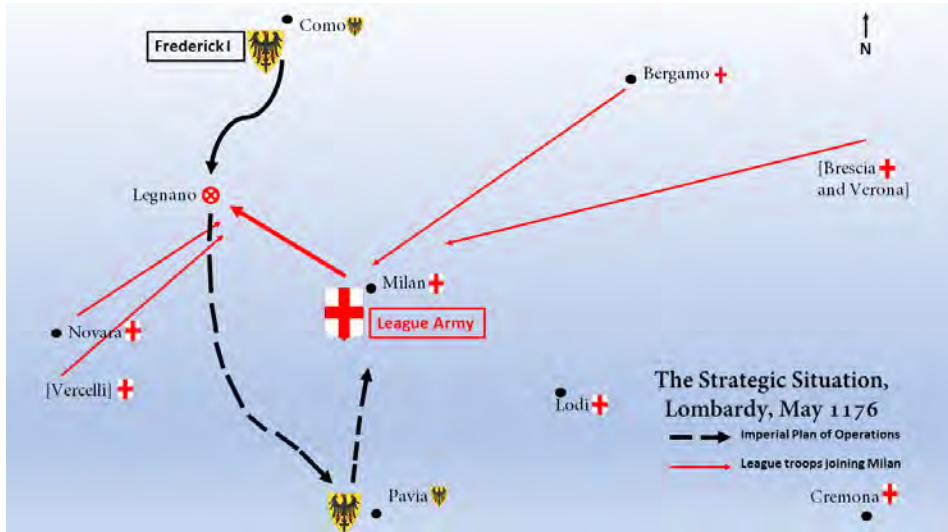 Como
Frederick I
N
Bergamo
[Brescia
and Verona]
Legnano
Milan
League Army
Novara
[Vercelli]
Lodi
The Strategic Situation,
Lombardy, May 1176
Imperial Plan of Operations
League troops joining Milan
Pavia
Cremona